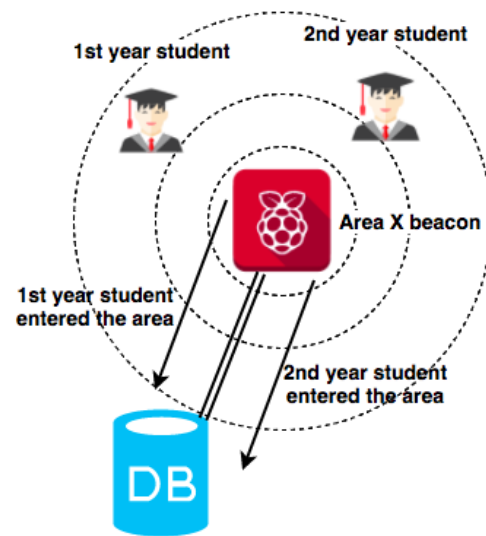 2nd year student
1st year student
Area X beacon
1st year student
entered the area
2nd year student
entered the area
DB